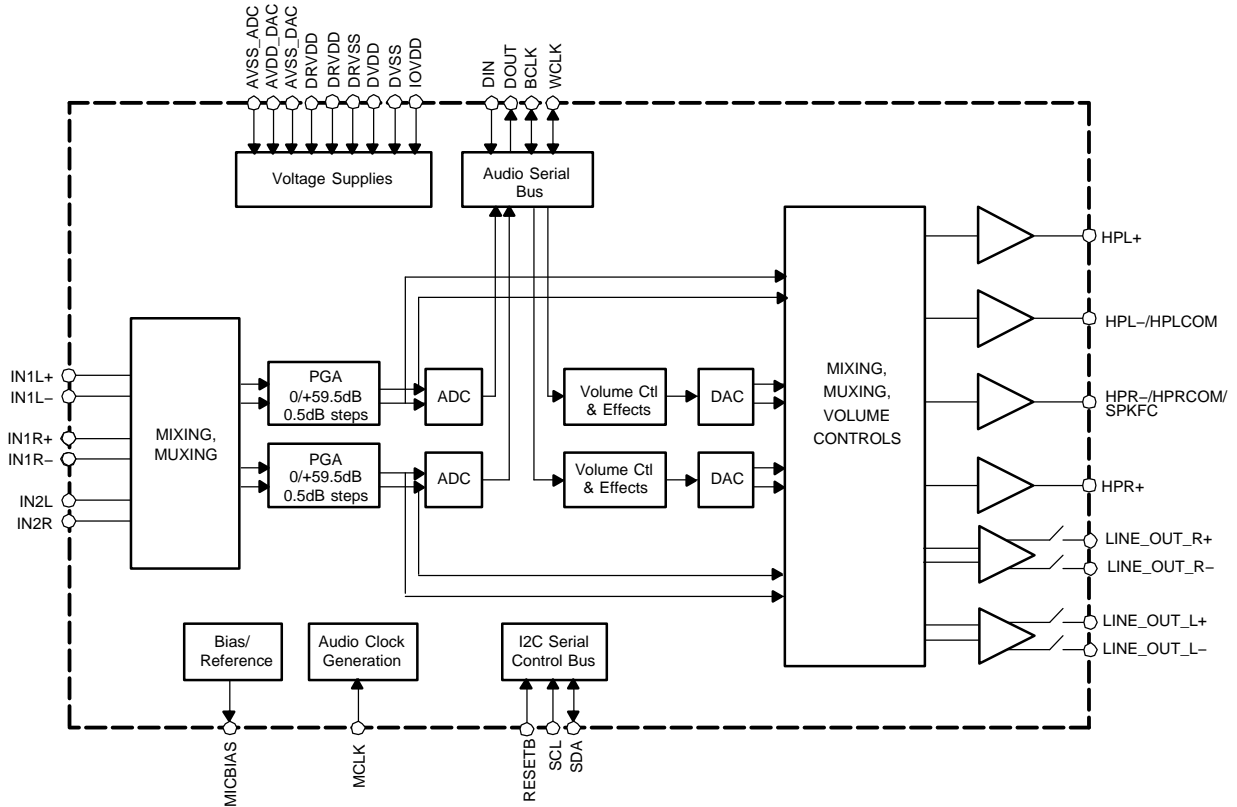 AVSS_ADC
AVDD_DAC
AVSS_DAC
DRVDD
DRVDD
DRVSS
DVDD
DVSS
IOVDD
DIN
DOUT
BCLK
WCLK
Voltage Supplies
Audio Serial
Bus
HPL+
HPL−/HPLCOM
HPR−/HPRCOM/
SPKFC
HPR+
LINE_OUT_R+
LINE_OUT_R−
LINE_OUT_L+
LINE_OUT_L−
IN1L+
IN1L−
IN1R+
IN1R−
IN2L
IN2R
MIXING,
MUXING
PGA
0/+59.5dB
0.5dB steps
ADC
Volume Ctl
& Effects
DAC
MIXING,
MUXING,
VOLUME
CONTROLS
PGA
0/+59.5dB
0.5dB steps
ADC
Volume Ctl
& Effects
DAC
Bias/
Reference
Audio Clock
Generation
I2C Serial
Control Bus
MICBIAS
MCLK
RESETB
SCL
SDA